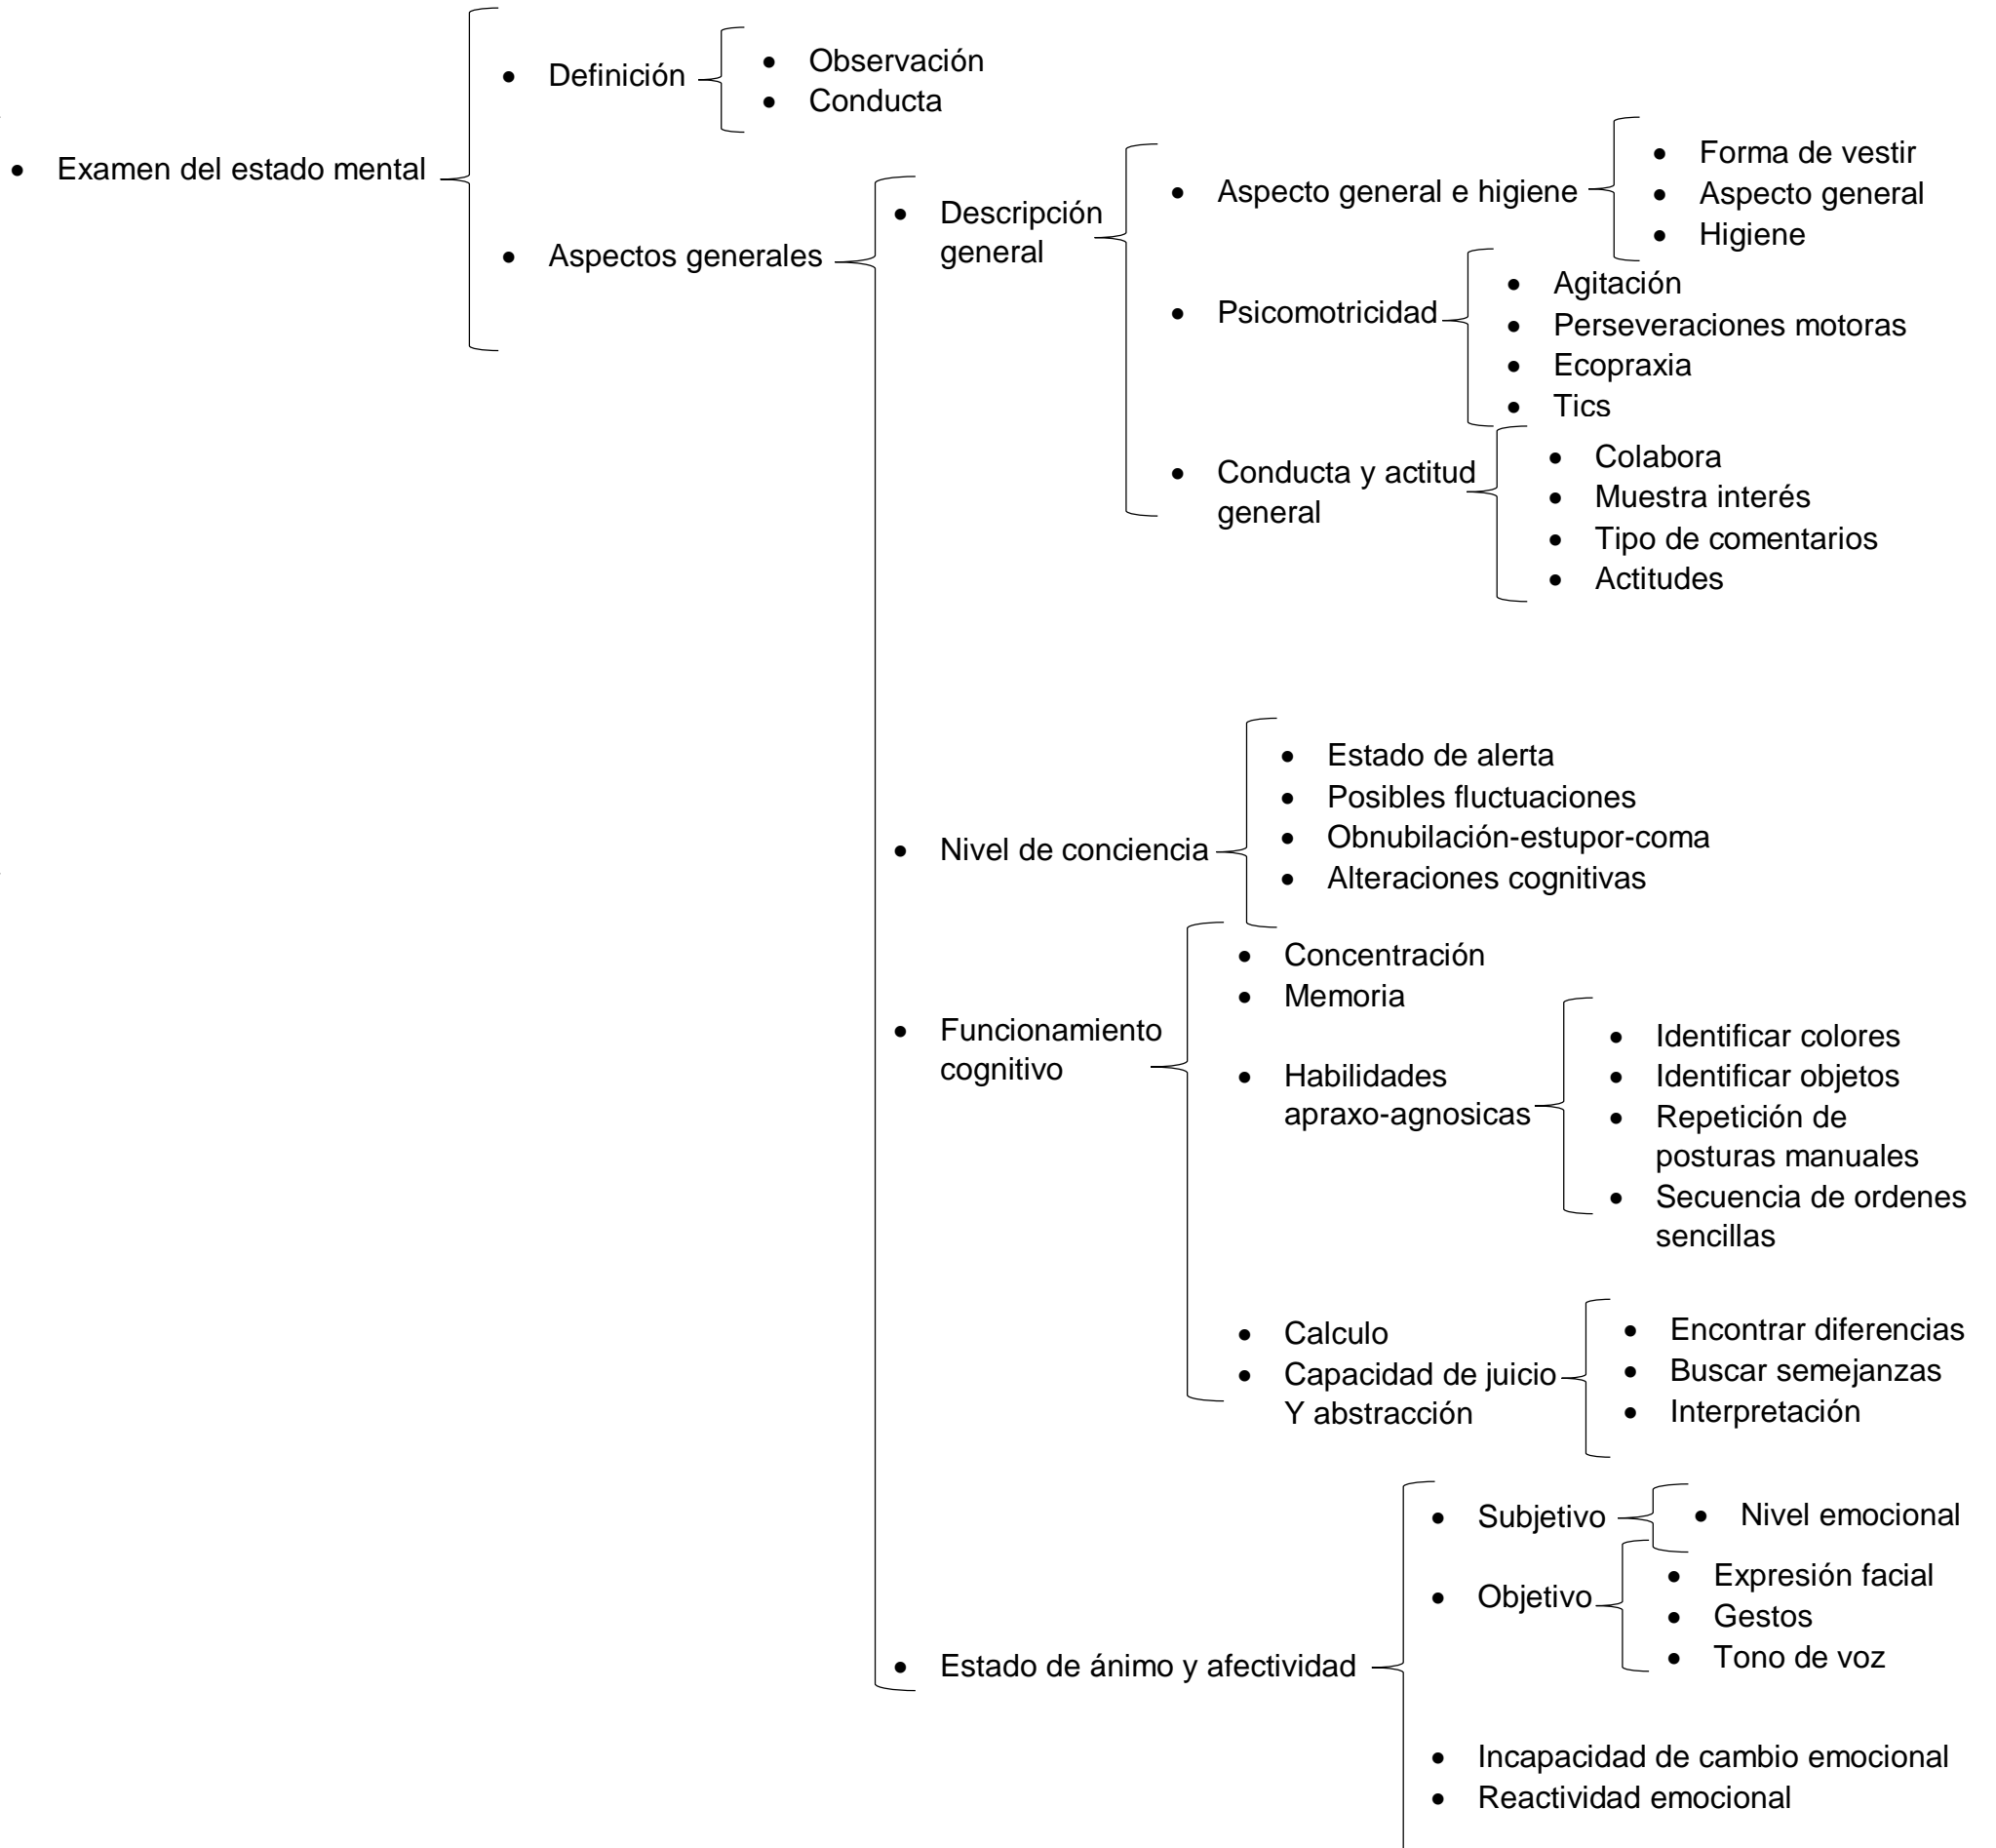 Examen del estado mental
Definición
Observación
Conducta
Aspectos generales
Descripción
general
Aspecto general e higiene
Forma de vestir
Aspecto general
Higiene
Psicomotricidad
Agitación
Perseveraciones motoras
Ecopraxia
Tics
Conducta y actitud
general
Colabora
Muestra interés
Tipo de comentarios
Actitudes
Nivel de conciencia
Estado de alerta
Posibles fluctuaciones
Obnubilación-estupor-coma
Alteraciones cognitivas
Funcionamiento
cognitivo
Concentración
Memoria
Habilidades
apraxo-agnosicas
Identificar colores
Identificar objetos
Repetición de
posturas manuales
Secuencia de ordenes
sencillas
Calculo
Capacidad de juicio
Y abstracción
Encontrar diferencias
Buscar semejanzas
Interpretación
Estado de ánimo y afectividad
Subjetivo
Nivel emocional
Objetivo
Expresión facial
Gestos
Tono de voz
Incapacidad de cambio emocional
Reactividad emocional